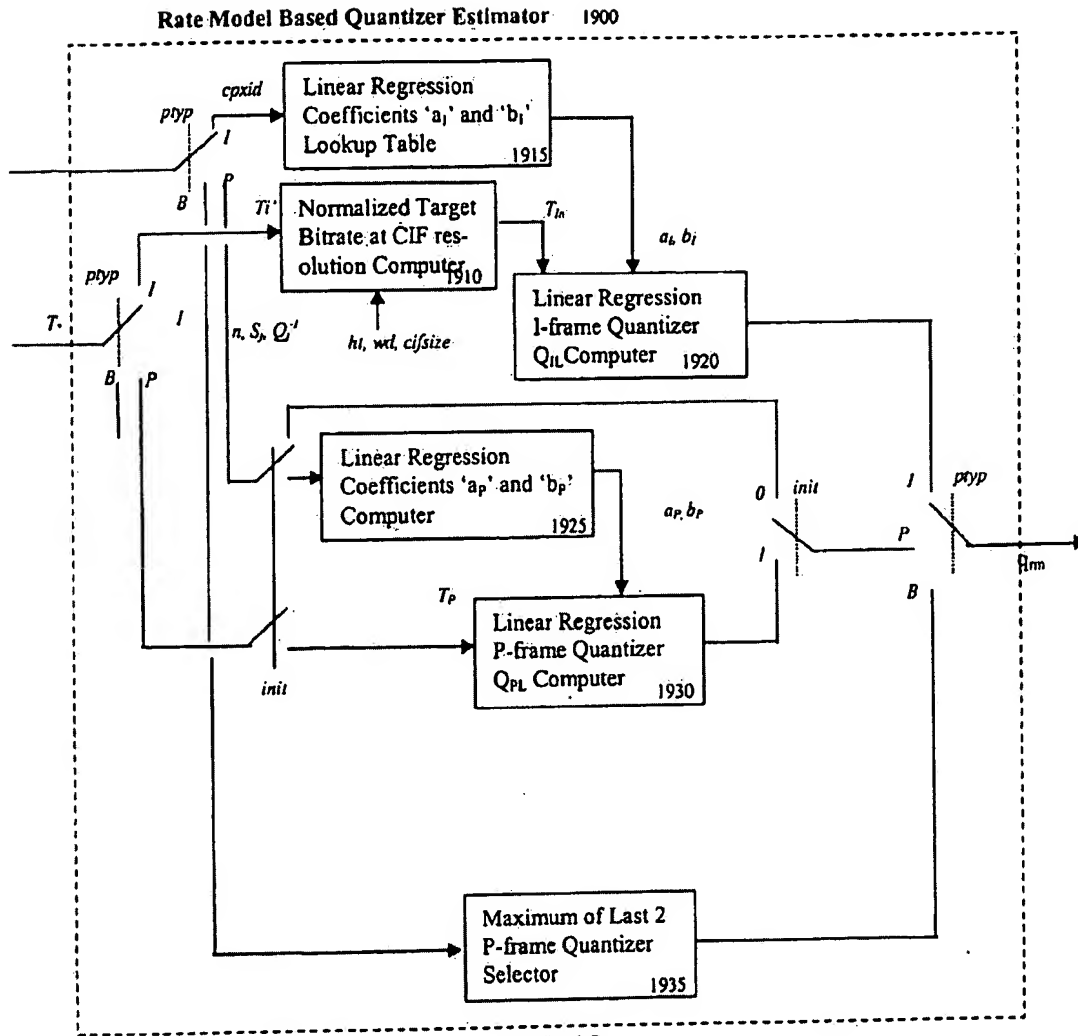 Rate Model Based Quantizer Estimator 1900
cpxid
ptyp
I
P
B
Linear Regression
Coefficients 'aI' and 'bI'
Lookup Table
1915
Ti'
Normalized Target
Bitrate at CIF res-
olution Computer
1910
TIn
aI, bI
ht, wd, cifsize
ptyp
T
I
I
B
P
n, Sj, Qj-1
Linear Regression
I-frame Quantizer
QIL Computer
1920
Linear Regression
Coefficients 'aP' and 'bP'
Computer
1925
aP, bP
0
init
1
I
ptyp
P
B
qrm
TP
init
Linear Regression
P-frame Quantizer
QPL Computer
1930
Maximum of Last 2
P-frame Quantizer
Selector
1935